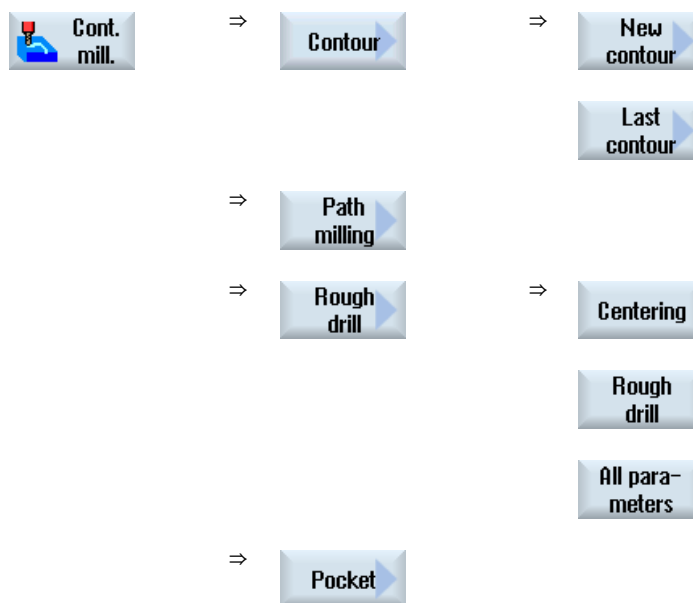 Cont.
mill.
⇒
Contour
⇒
New
contour
Last
contour
⇒
Path
milling
⇒
Rough
drill
⇒
Centering
Rough
drill
All para-
meters
⇒
Pocket